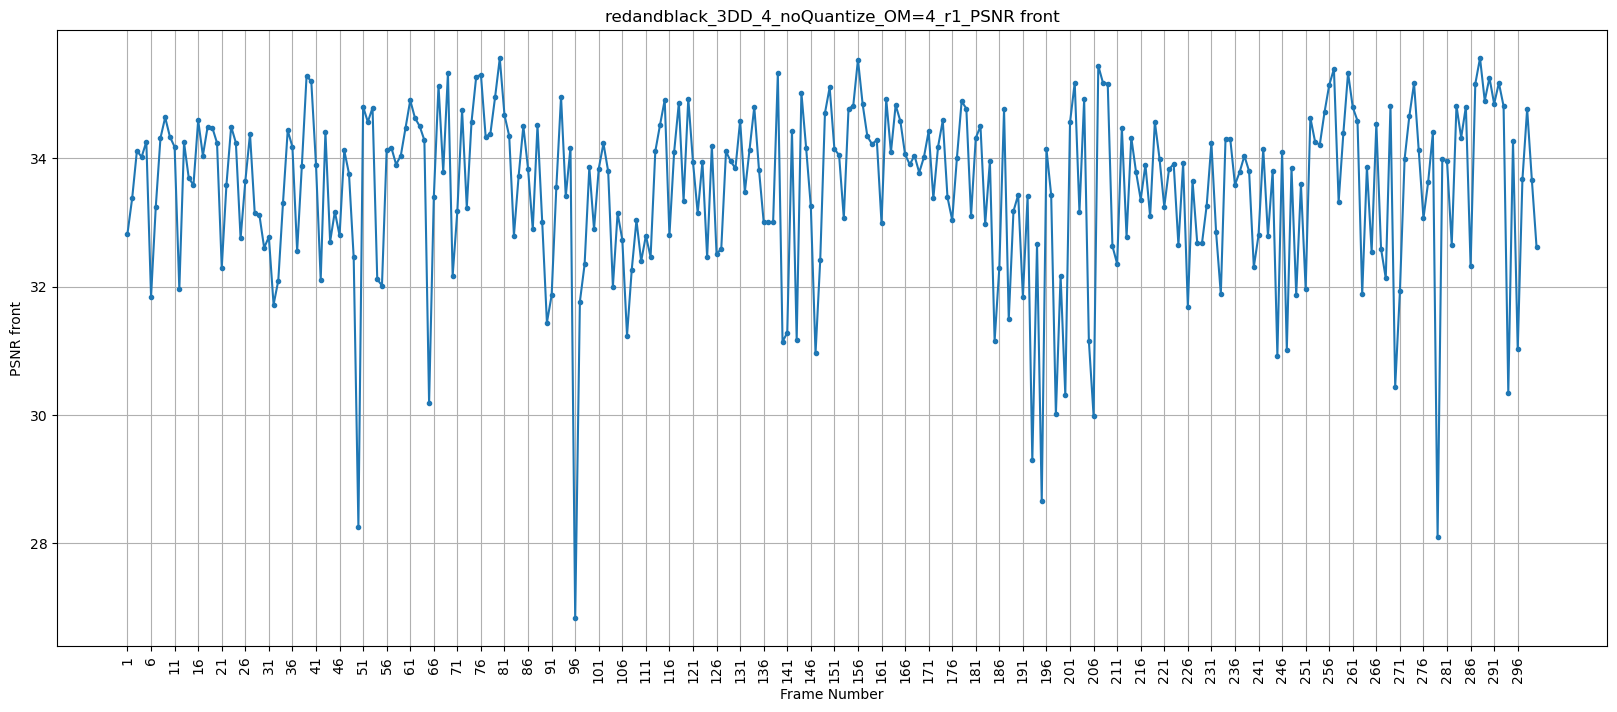 redandblack_3DD_4_noQuantize_OM=4_r1_PSNR front
PSNR front
34
32
30
28
1 6 11 16 21 26 31 36 41 46 51 56 61 66 71 76 81 86 91 96 101 106 111 116 121 126 131 136 141 146 151 156 161 166 171 176 181 186 191 196 201 206 211 216 221 226 231 236 241 246 251 256 261 266 271 276 281 286 291 296
Frame Number